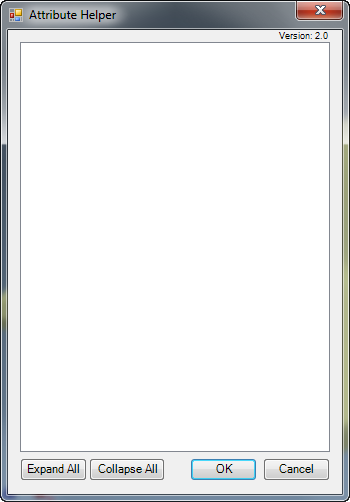 Attribute Helper
Version: 2.0
Expand All Collapse All OK Cancel